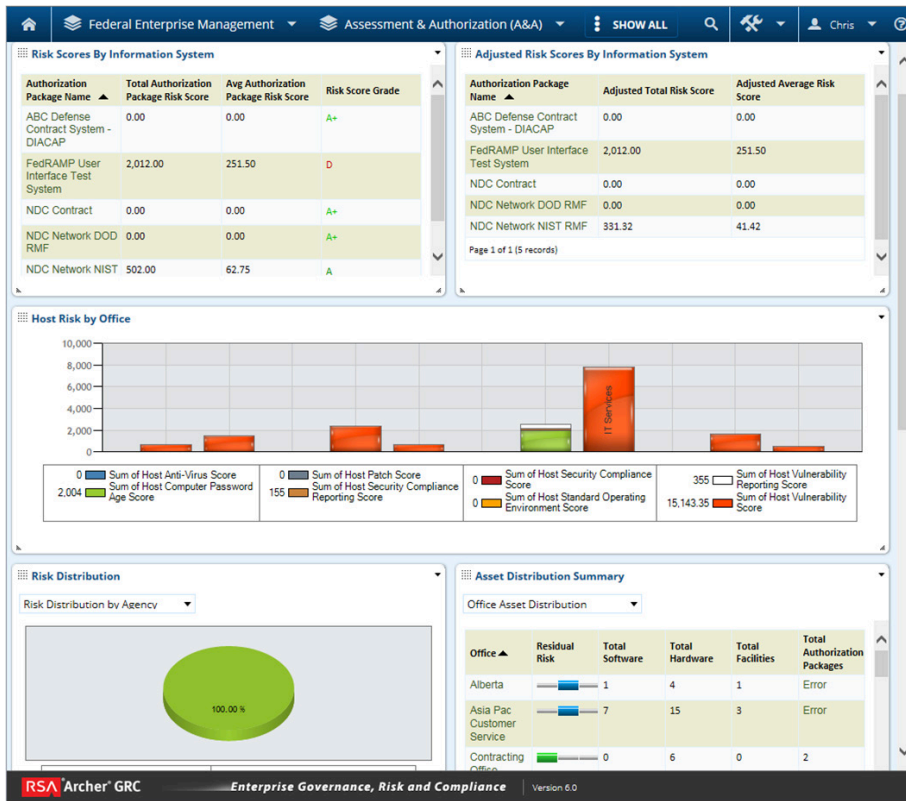 Federal Enterprise Management Assessment & Authorization (A&A) SHOW ALL Chris
Risk Scores By Information System
Authorization Package Name Total Authorization Package Risk Score Avg Authorization Package Risk Score Risk Score Grade
ABC Defense Contract System - DIACAP 0.00 0.00 A+
FedRAMP User Interface Test System 2,012.00 251.50 D
NDC Contract 0.00 0.00 A+
NDC Network DOD RMF 0.00 0.00 A+
NDC Network NIST 502.00 62.75 A
Adjusted Risk Scores By Information System
Authorization Package Name Adjusted Total Risk Score Adjusted Average Risk Score
ABC Defense Contract System - DIACAP 0.00 0.00
FedRAMP User Interface Test System 2,012.00 251.50
NDC Contract 0.00 0.00
NDC Network DOD RMF 0.00 0.00
NDC Network NIST RMF 331.32 41.42
Page 1 of 1 (5 records)
Host Risk by Office
10,000
8,000
6,000
4,000
2,000
0
IT Services
0 Sum of Host Anti-Virus Score
2,004 Sum of Host Computer Password Age Score
0 Sum of Host Patch Score
155 Sum of Host Security Compliance Reporting Score
0 Sum of Host Security Compliance Score
0 Sum of Host Standard Operating Environment Score
355 Sum of Host Vulnerability Reporting Score
15,143.35 Sum of Host Vulnerability Score
Risk Distribution
Risk Distribution by Agency
100.00 %
Asset Distribution Summary
Office Asset Distribution
Office Residual Risk Total Software Total Hardware Total Facilities Total Authorization Packages
Alberta 1 4 1 Error
Asia Pac Customer Service 7 15 3 Error
Contracting Office 0 6 0 2
RSA Archer GRC Enterprise Governance, Risk and Compliance Version 6.0